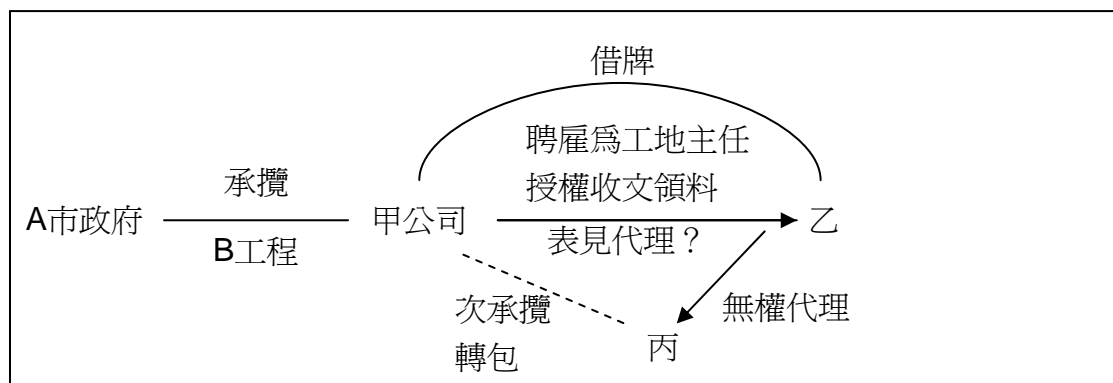 借牌
聘雇為工地主任
授權收文領料
承攬
A市政府
甲公司
乙
B工程
表見代理？
次承攬
轉包
無權代理
丙